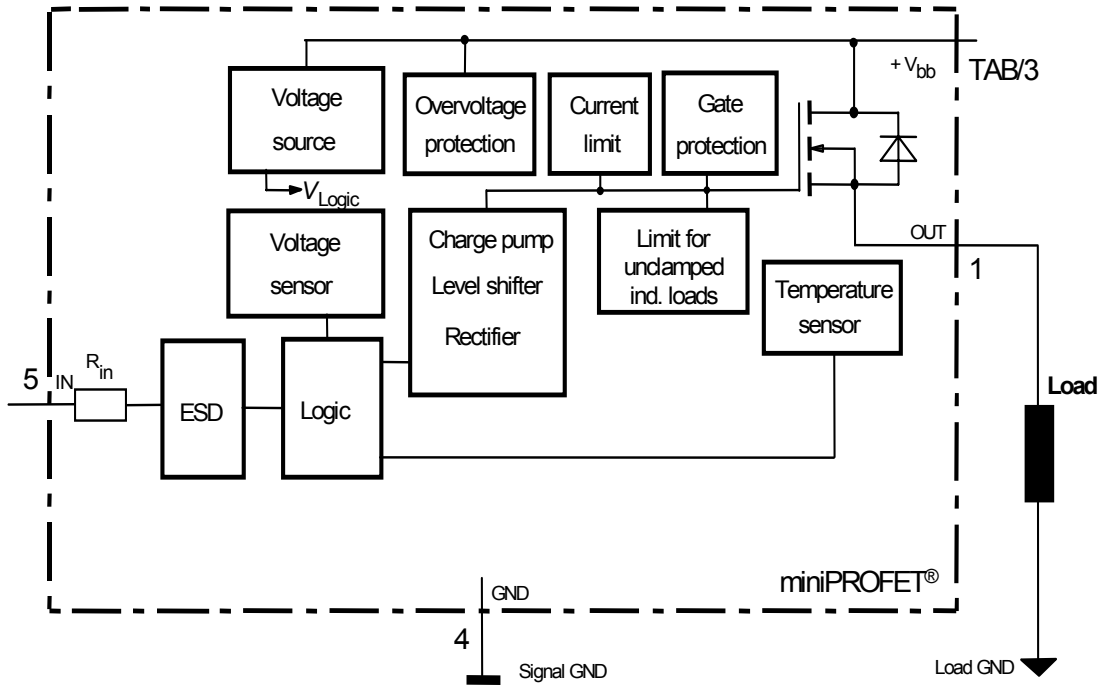 + V bb
TAB/3
Voltage
source
Overvoltage
protection
Current
limit
Gate
protection
V Logic
Voltage
sensor
Charge pump
Level shifter
Rectifier
Limit for
unclamped
ind. loads
OUT
1
Temperature
sensor
5
IN
R in
ESD
Logic
Load
miniPROFET®
GND
4
Signal GND
Load GND